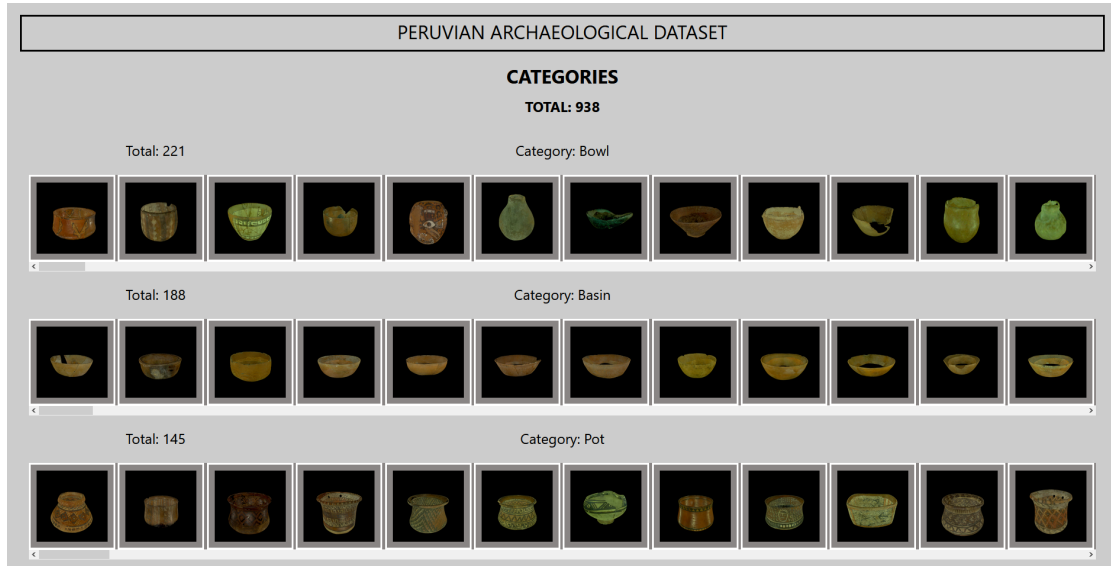 PERUVIAN ARCHAEOLOGICAL DATASET
CATEGORIES
TOTAL: 938
Total: 221 Category: Bowl
Total: 188 Category: Basin
Total: 145 Category: Pot